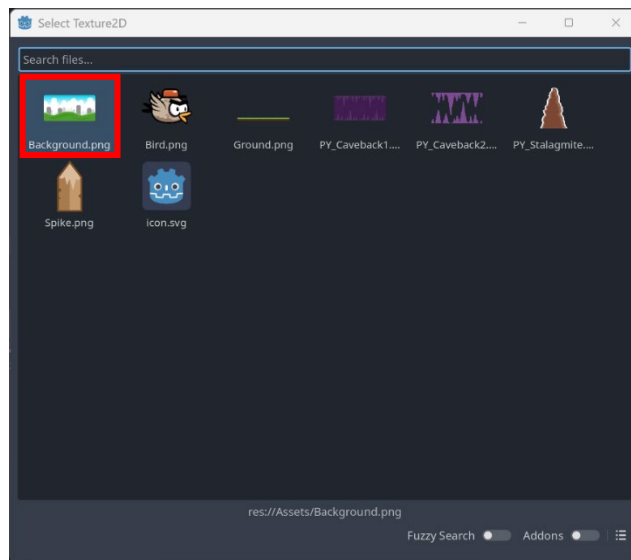 Select Texture2D
Search files...
Background.png Bird.png Ground.png PY_Caveback1.... PY_Caveback2.... PY_Stalagmite....
Spike.png icon.svg
res://Assets/Background.png
Fuzzy Search Addons